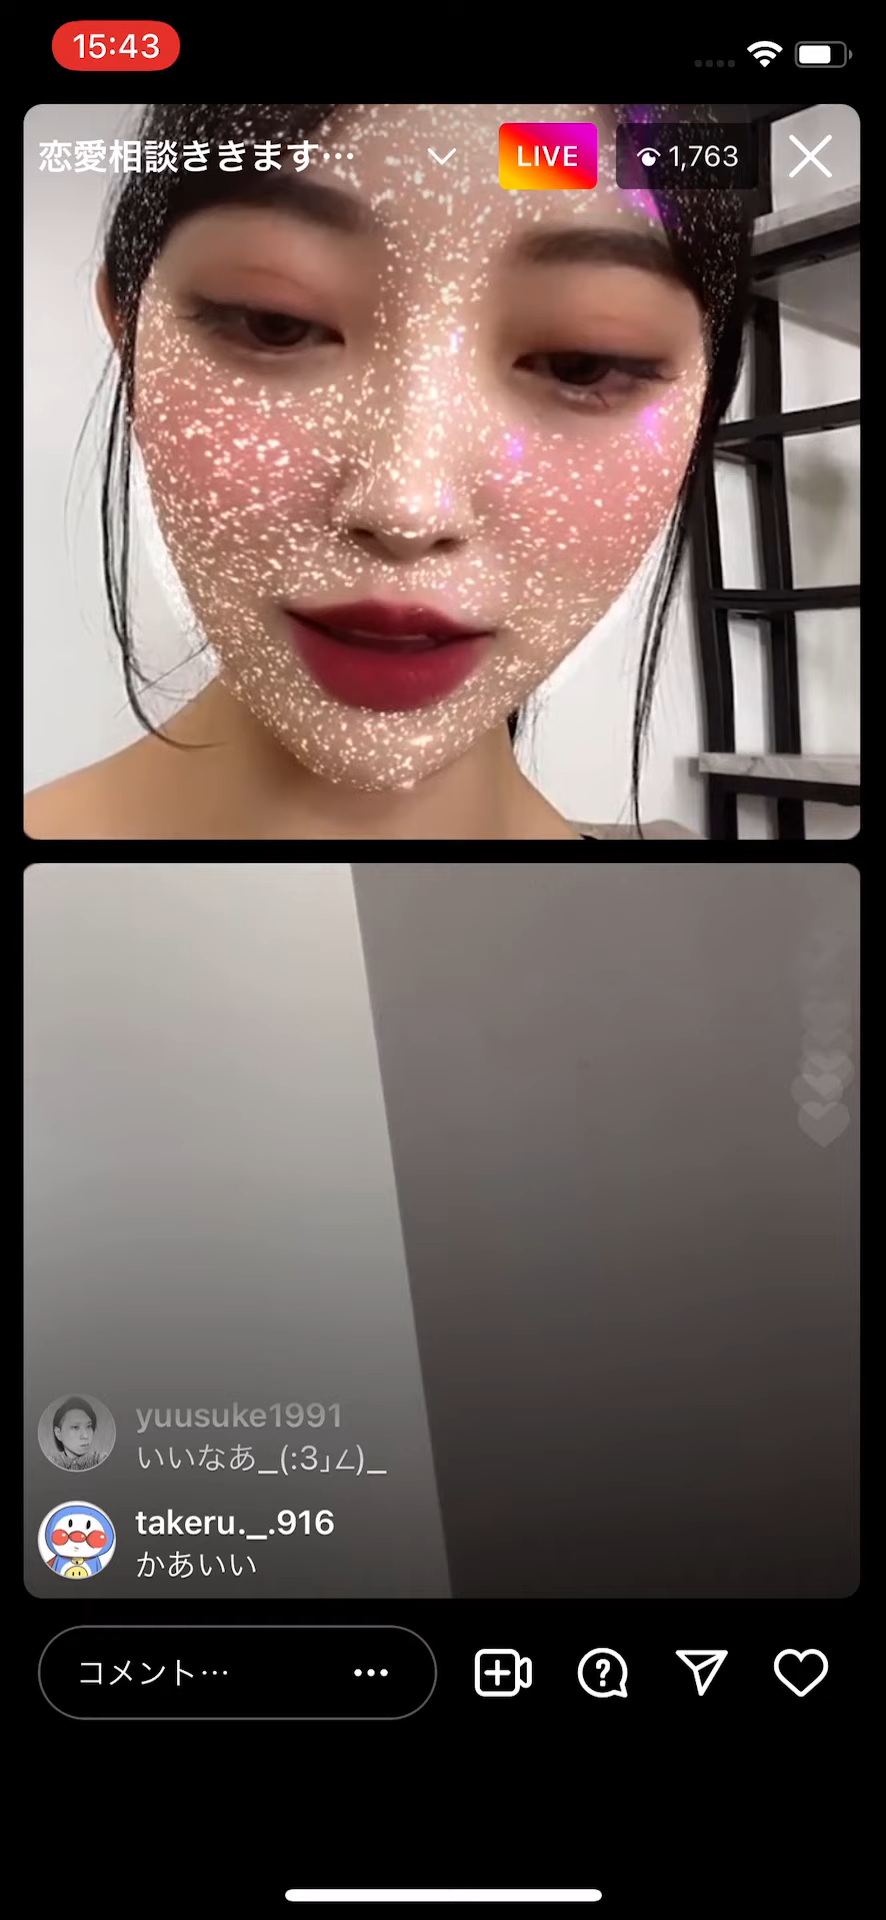 15:43
恋愛相談ききます… LIVE 1,763
yuusuke1991
いいなあ_(:3」∠)_
takeru._.916
かあいい
コメント…